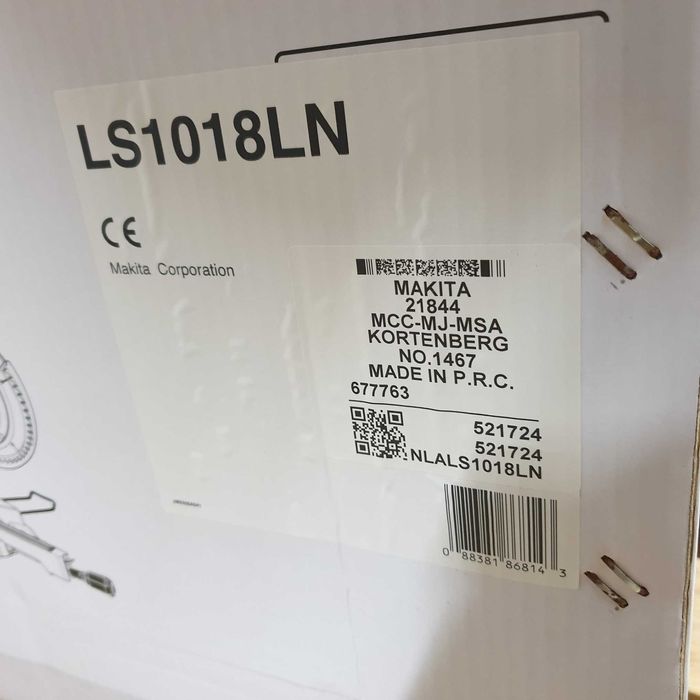 LS1018LN
CE
Makita Corporation
MAKITA
21844
MCC-MJ-MSA
KORTENBERG
NO.1467
MADE IN P.R.C.
677763
521724
521724
NLALS1018LN
0 88381 86814 3